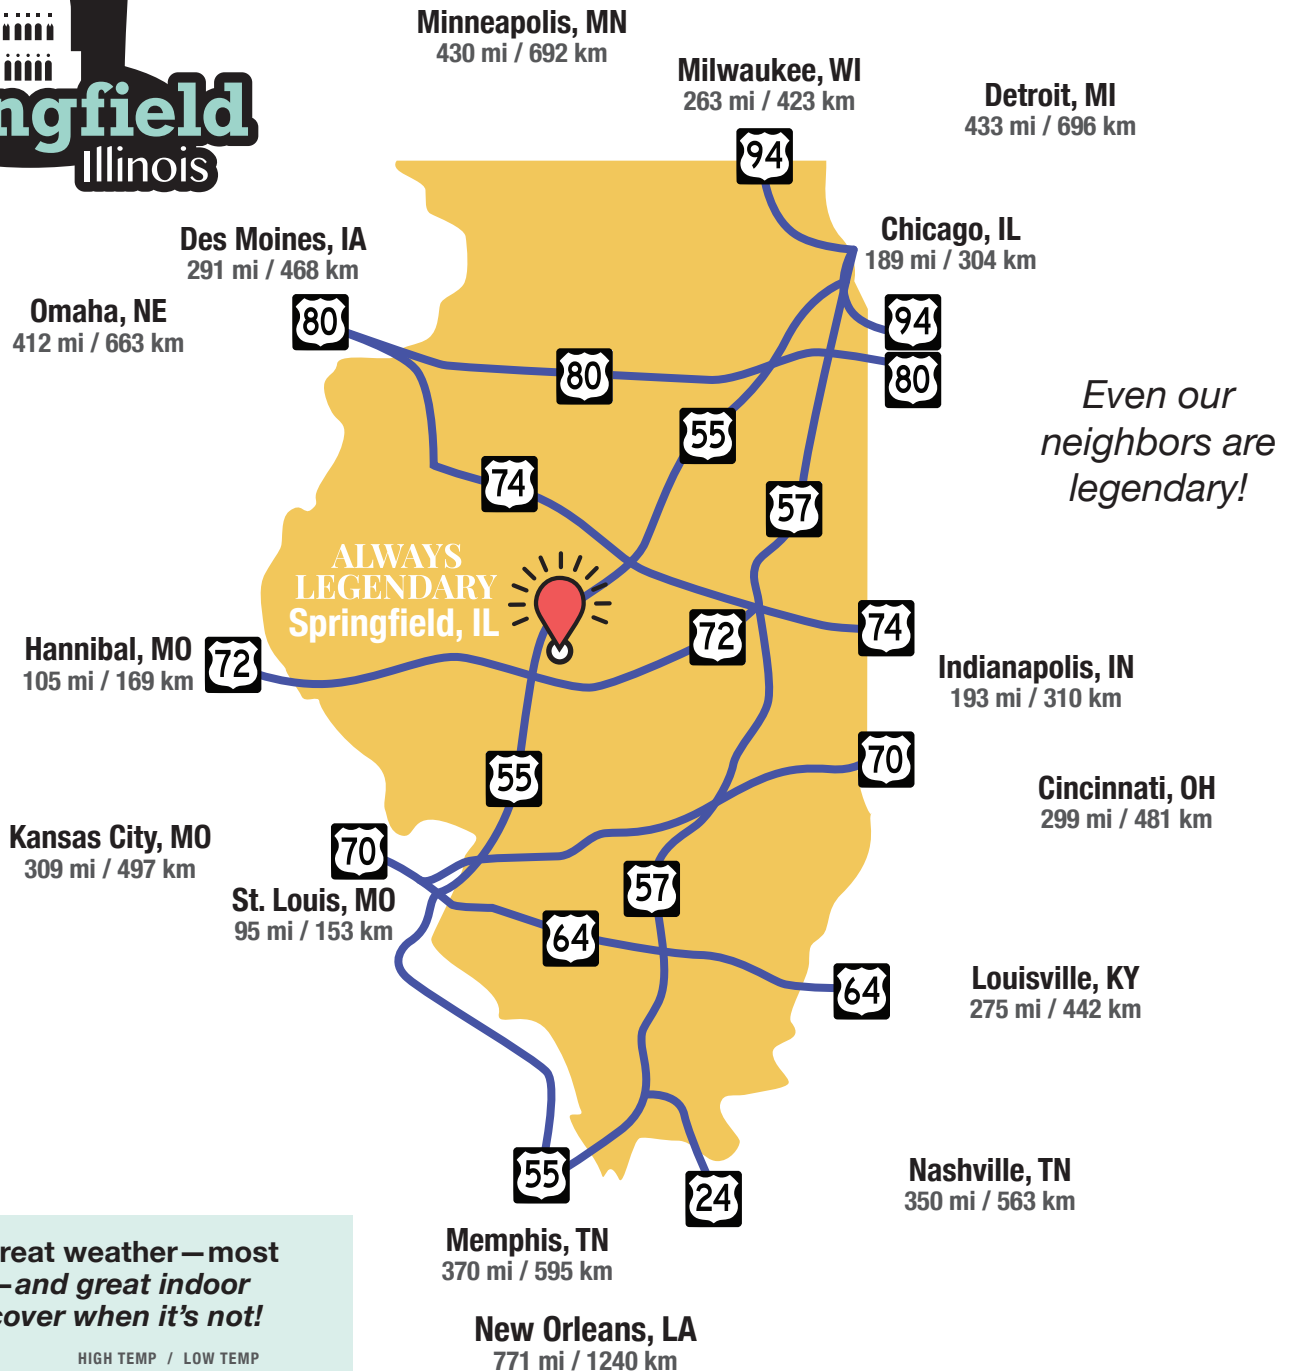 Minneapolis, MN
430 mi / 692 km
Milwaukee, WI
263 mi / 423 km
Detroit, MI
433 mi / 696 km
ngfield
Illinois
94
Des Moines, IA
291 mi / 468 km
Chicago, IL
189 mi / 304 km
Omaha, NE
412 mi / 663 km
80
94
80
80
55
Even our
neighbors are
legendary!
74
57
ALWAYS
LEGENDARY
Springfield, IL
72
74
Hannibal, MO
105 mi / 169 km
72
Indianapolis, IN
193 mi / 310 km
70
55
Cincinnati, OH
299 mi / 481 km
Kansas City, MO
309 mi / 497 km
70
57
St. Louis, MO
95 mi / 153 km
64
64
Louisville, KY
275 mi / 442 km
55
24
Nashville, TN
350 mi / 563 km
Memphis, TN
370 mi / 595 km
reat weather—most
—and great indoor
cover when it's not!
HIGH TEMP / LOW TEMP
New Orleans, LA
771 mi / 1240 km